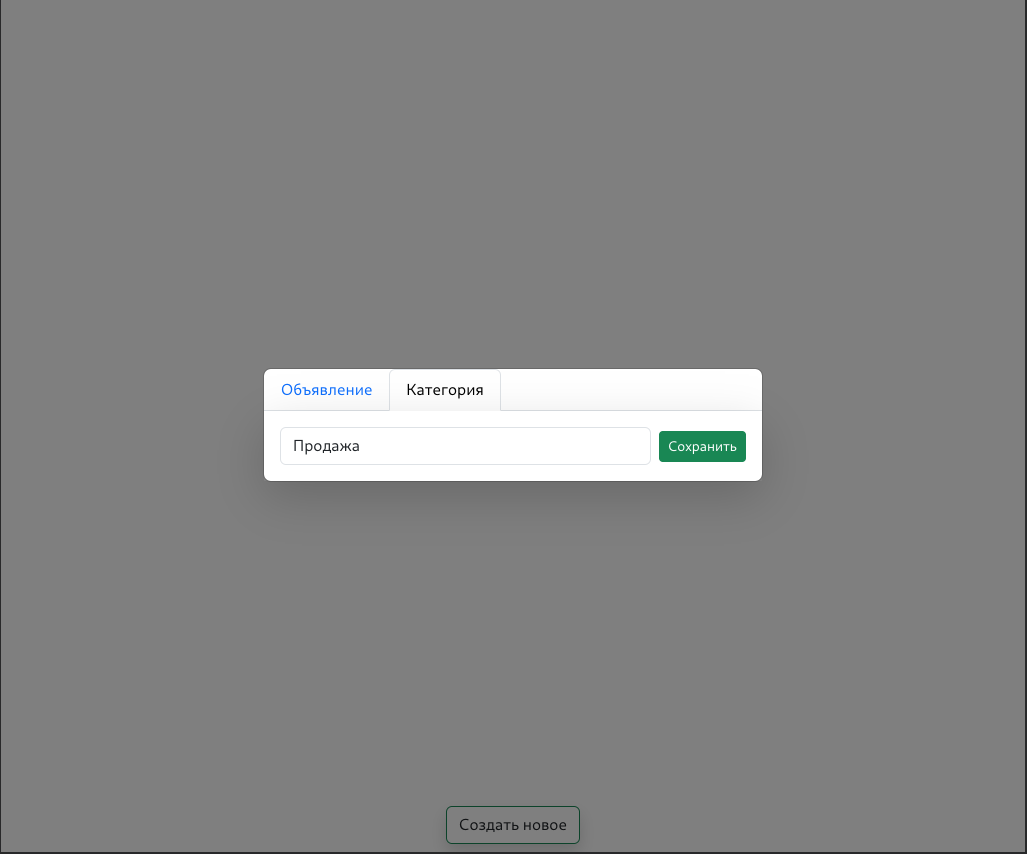 Объявление Категория
Продажа Сохранить
Создать новое